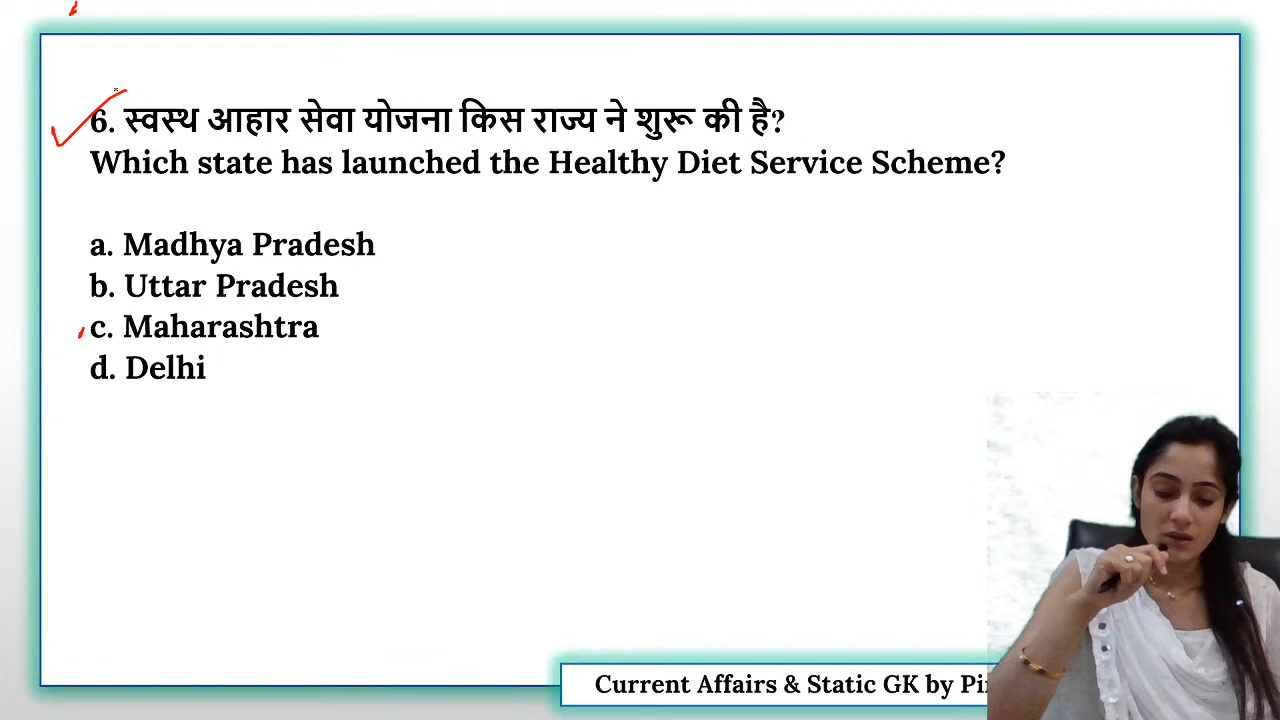 6. स्वस्थ आहार सेवा योजना किस राज्य ने शुरू की है?
Which state has launched the Healthy Diet Service Scheme?
a. Madhya Pradesh
b. Uttar Pradesh
c. Maharashtra
d. Delhi
Current Affairs & Static GK by